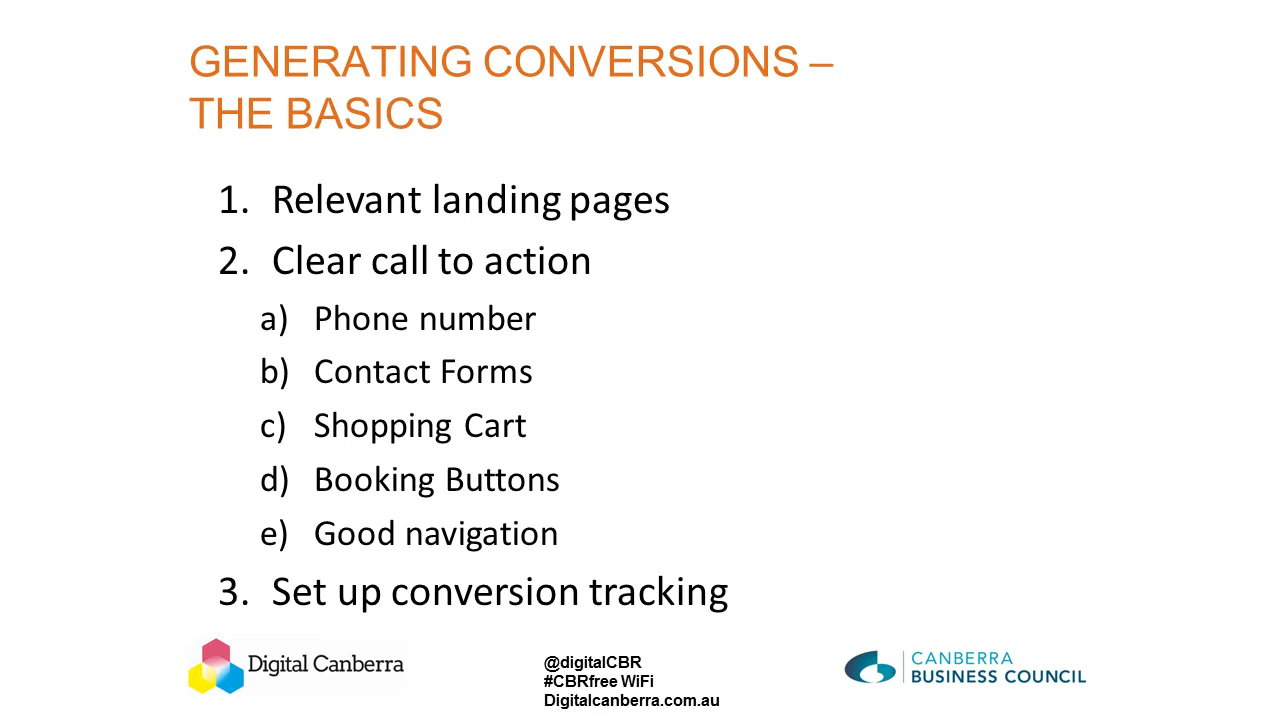 GENERATING CONVERSIONS –
THE BASICS
1. Relevant landing pages
2. Clear call to action
a) Phone number
b) Contact Forms
c) Shopping Cart
d) Booking Buttons
e) Good navigation
3. Set up conversion tracking
Digital Canberra
@digitalCBR
#CBRfree WiFi
Digitalcanberra.com.au
CANBERRA
BUSINESS COUNCIL